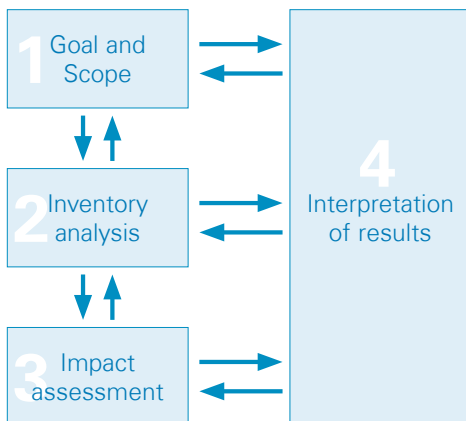 1
Goal and
Scope
2
Inventory
analysis
3
Impact
assessment
4
Interpretation
of results